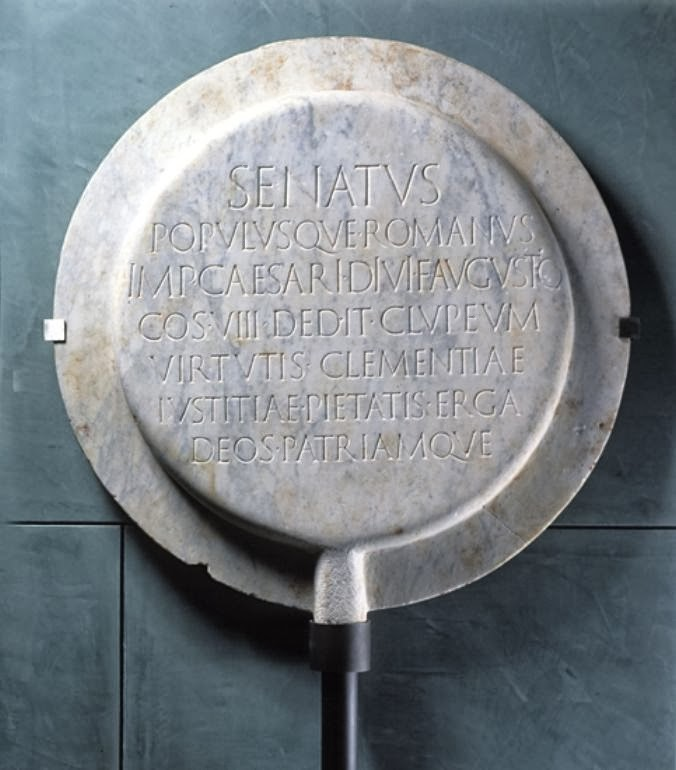 SENATVS
POPVLVSQVE ROMANVS
IMP·CAESARI·DIVI·F·AVGVSTO
COS·VIII·DEDIT·CLVPEVM
VIRTVTIS·CLEMENTIAE
IVSTITIAE·PIETATIS·ERGA
DEOS·PATRIAMQVE